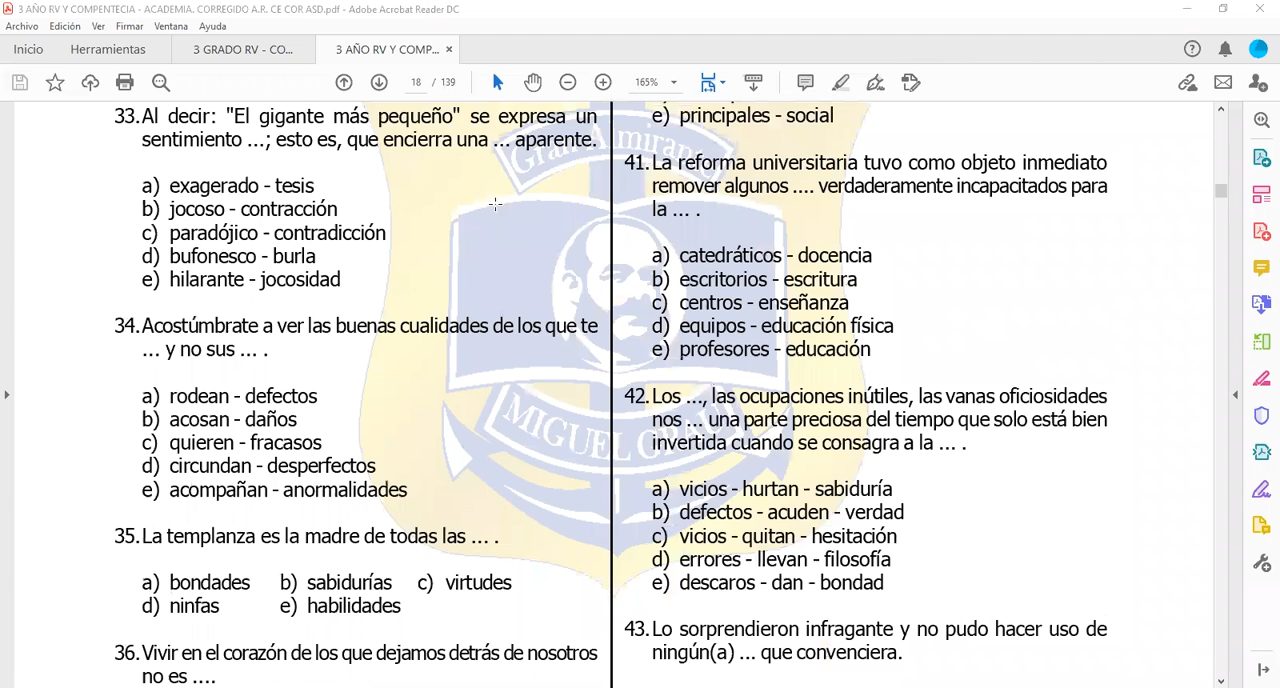 3 AÑO RV Y COMPENTECIA - ACADEMIA. CORREGIDO A.R. CE COR ASD.pdf - Adobe Acrobat Reader DC
Archivo Edición Ver Firmar Ventana Ayuda
Inicio Herramientas 3 GRADO RV - CO... 3 AÑO RV Y COMP... ×
18 / 139 165%
33.Al decir: "El gigante más pequeño" se expresa un
sentimiento ...; esto es, que encierra una ... aparente.
a) exagerado - tesis
b) jocoso - contracción
c) paradójico - contradicción
d) bufonesco - burla
e) hilarante - jocosidad
34.Acostúmbrate a ver las buenas cualidades de los que te
... y no sus ... .
a) rodean - defectos
b) acosan - daños
c) quieren - fracasos
d) circundan - desperfectos
e) acompañan - anormalidades
35.La templanza es la madre de todas las ... .
a) bondades b) sabidurías c) virtudes
d) ninfas e) habilidades
36.Vivir en el corazón de los que dejamos detrás de nosotros
no es ....
e) principales - social
41.La reforma universitaria tuvo como objeto inmediato
remover algunos .... verdaderamente incapacitados para
la ... .
a) catedráticos - docencia
b) escritorios - escritura
c) centros - enseñanza
d) equipos - educación física
e) profesores - educación
42.Los ..., las ocupaciones inútiles, las vanas oficiosidades
nos ... una parte preciosa del tiempo que solo está bien
invertida cuando se consagra a la ... .
a) vicios - hurtan - sabiduría
b) defectos - acuden - verdad
c) vicios - quitan - hesitación
d) errores - llevan - filosofía
e) descaros - dan - bondad
43.Lo sorprendieron infragante y no pudo hacer uso de
ningún(a) ... que convenciera.
Gran Almirante
MIGUEL GRAU